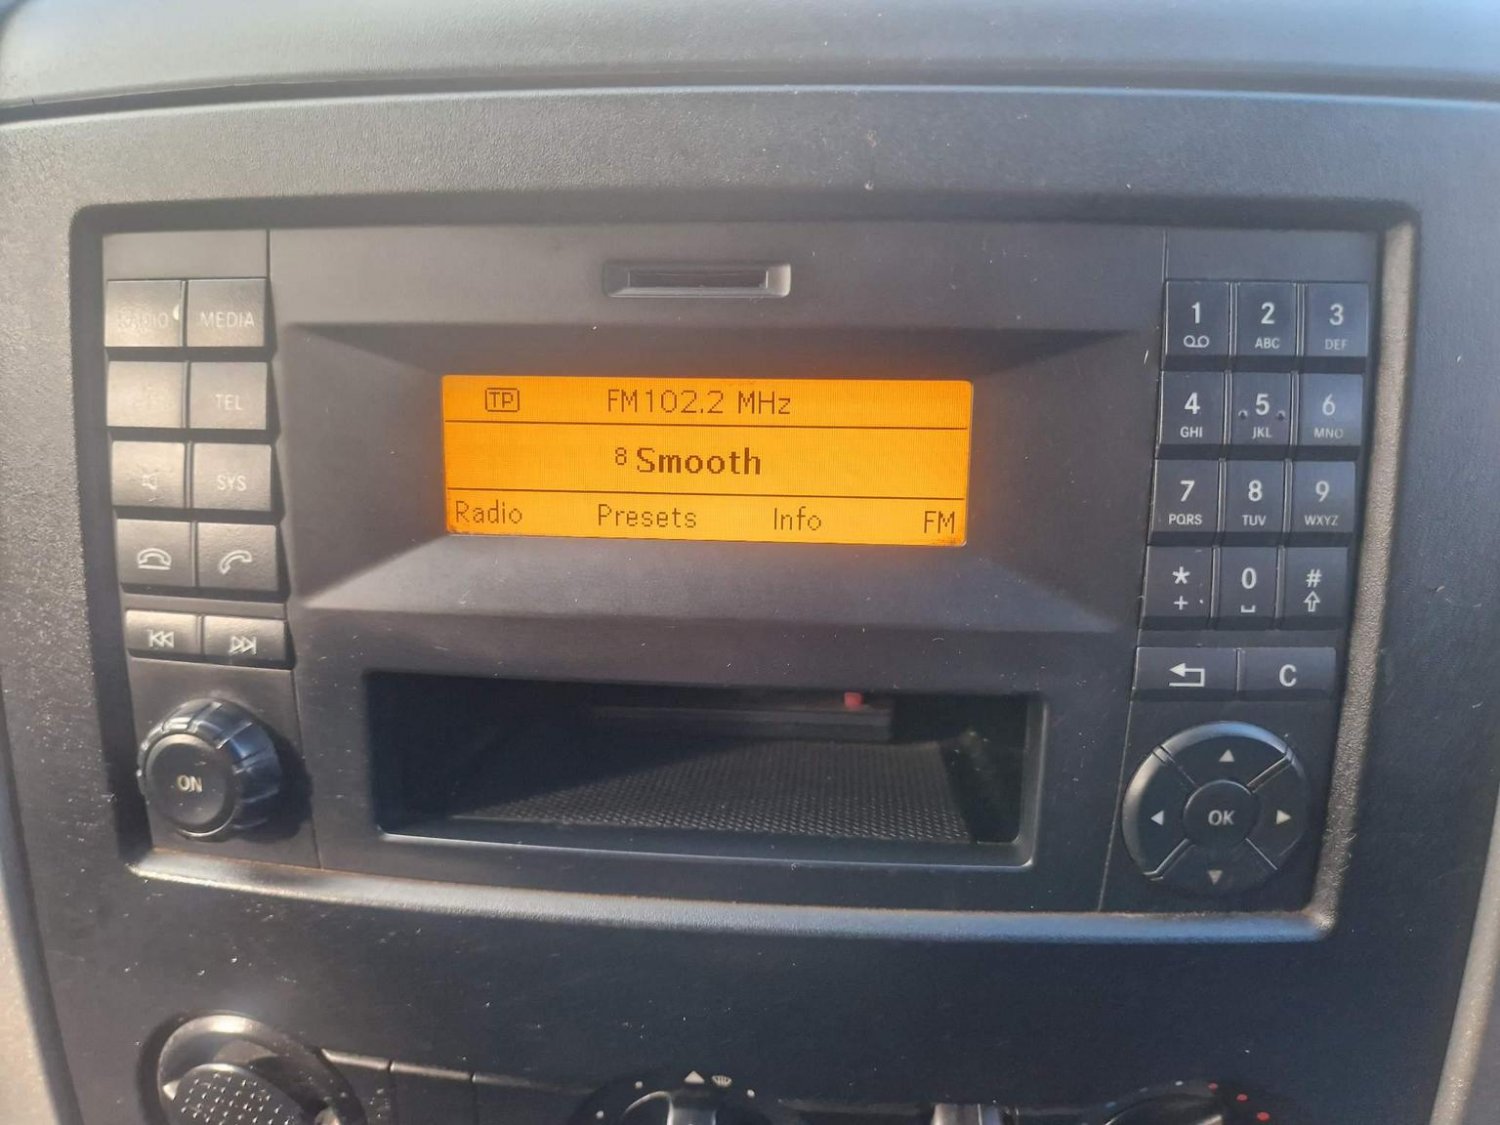 RADIO MEDIA
TEL
SYS
ON
TP FM102.2 MHz
8 Smooth
Radio Presets Info FM
1 2 3
ABC DEF
4 5 6
GHI JKL MNO
7 8 9
PQRS TUV WXYZ
* 0 #
+
C
OK